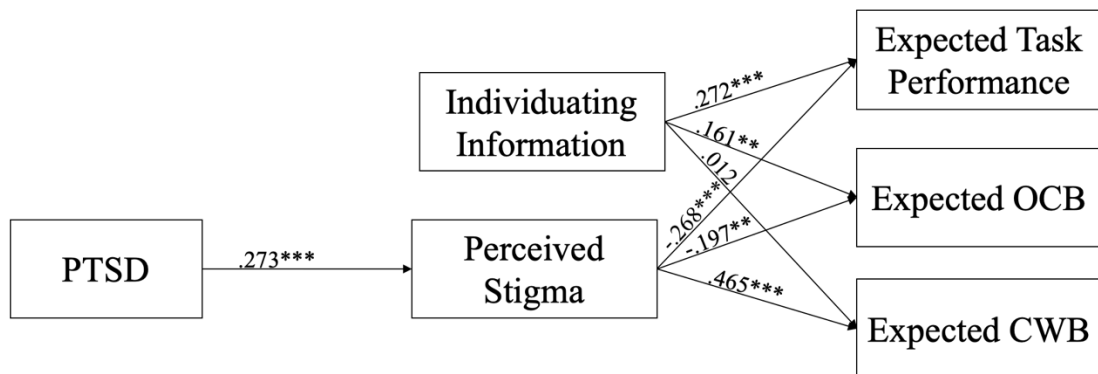 Expected Task
Performance
Individuating
Information
.272***
.161**
.012
Expected OCB
-.268***
-.197**
PTSD
.273***
Perceived
Stigma
.465***
Expected CWB